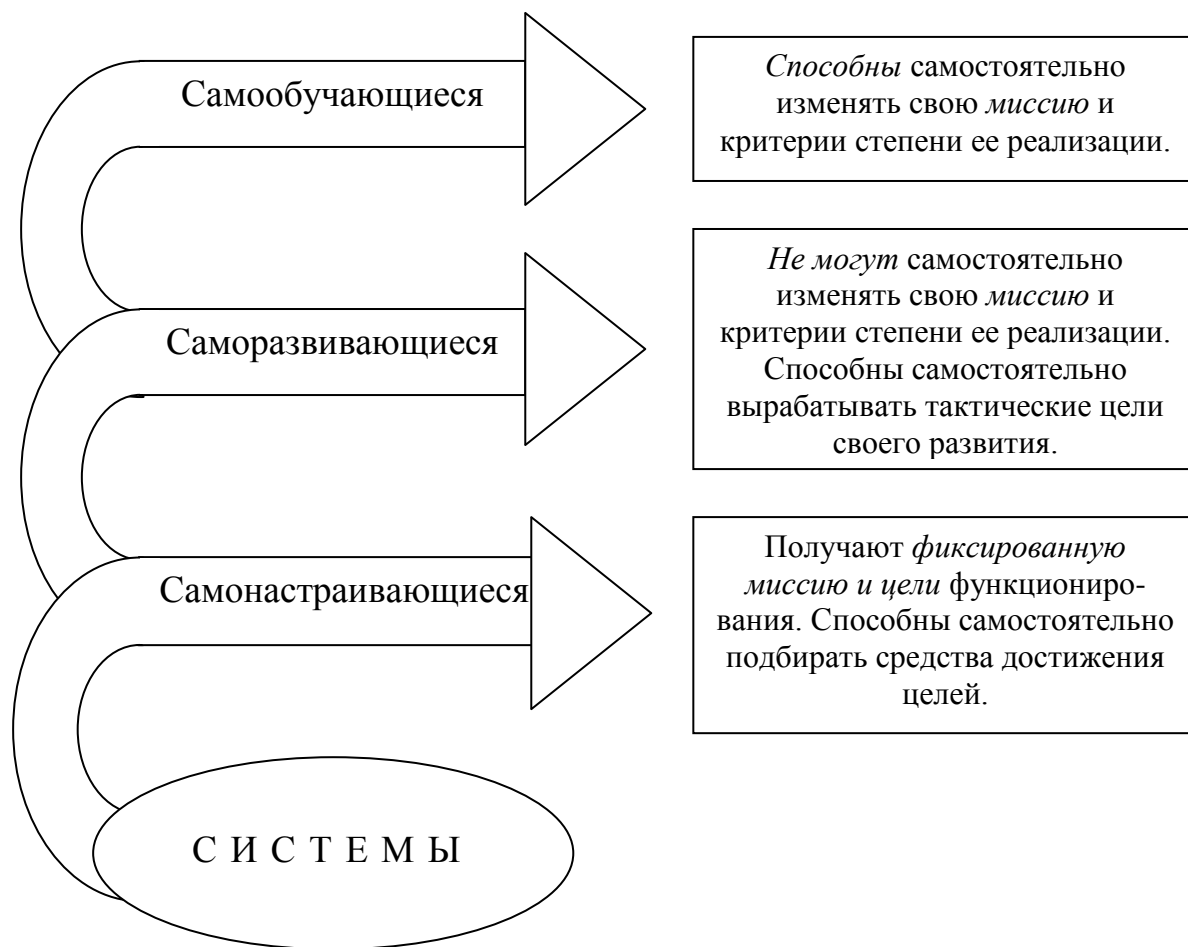 Самообучающиеся
Способны самостоятельно
изменять свою миссию и
критерии степени ее реализации.
Саморазвивающиеся
Не могут самостоятельно
изменять свою миссию и
критерии степени ее реализации.
Способны самостоятельно
вырабатывать тактические цели
своего развития.
Самонастраивающиеся
Получают фиксированную
миссию и цели функциониро-
вания. Способны самостоятельно
подбирать средства достижения
целей.
С И С Т Е М Ы